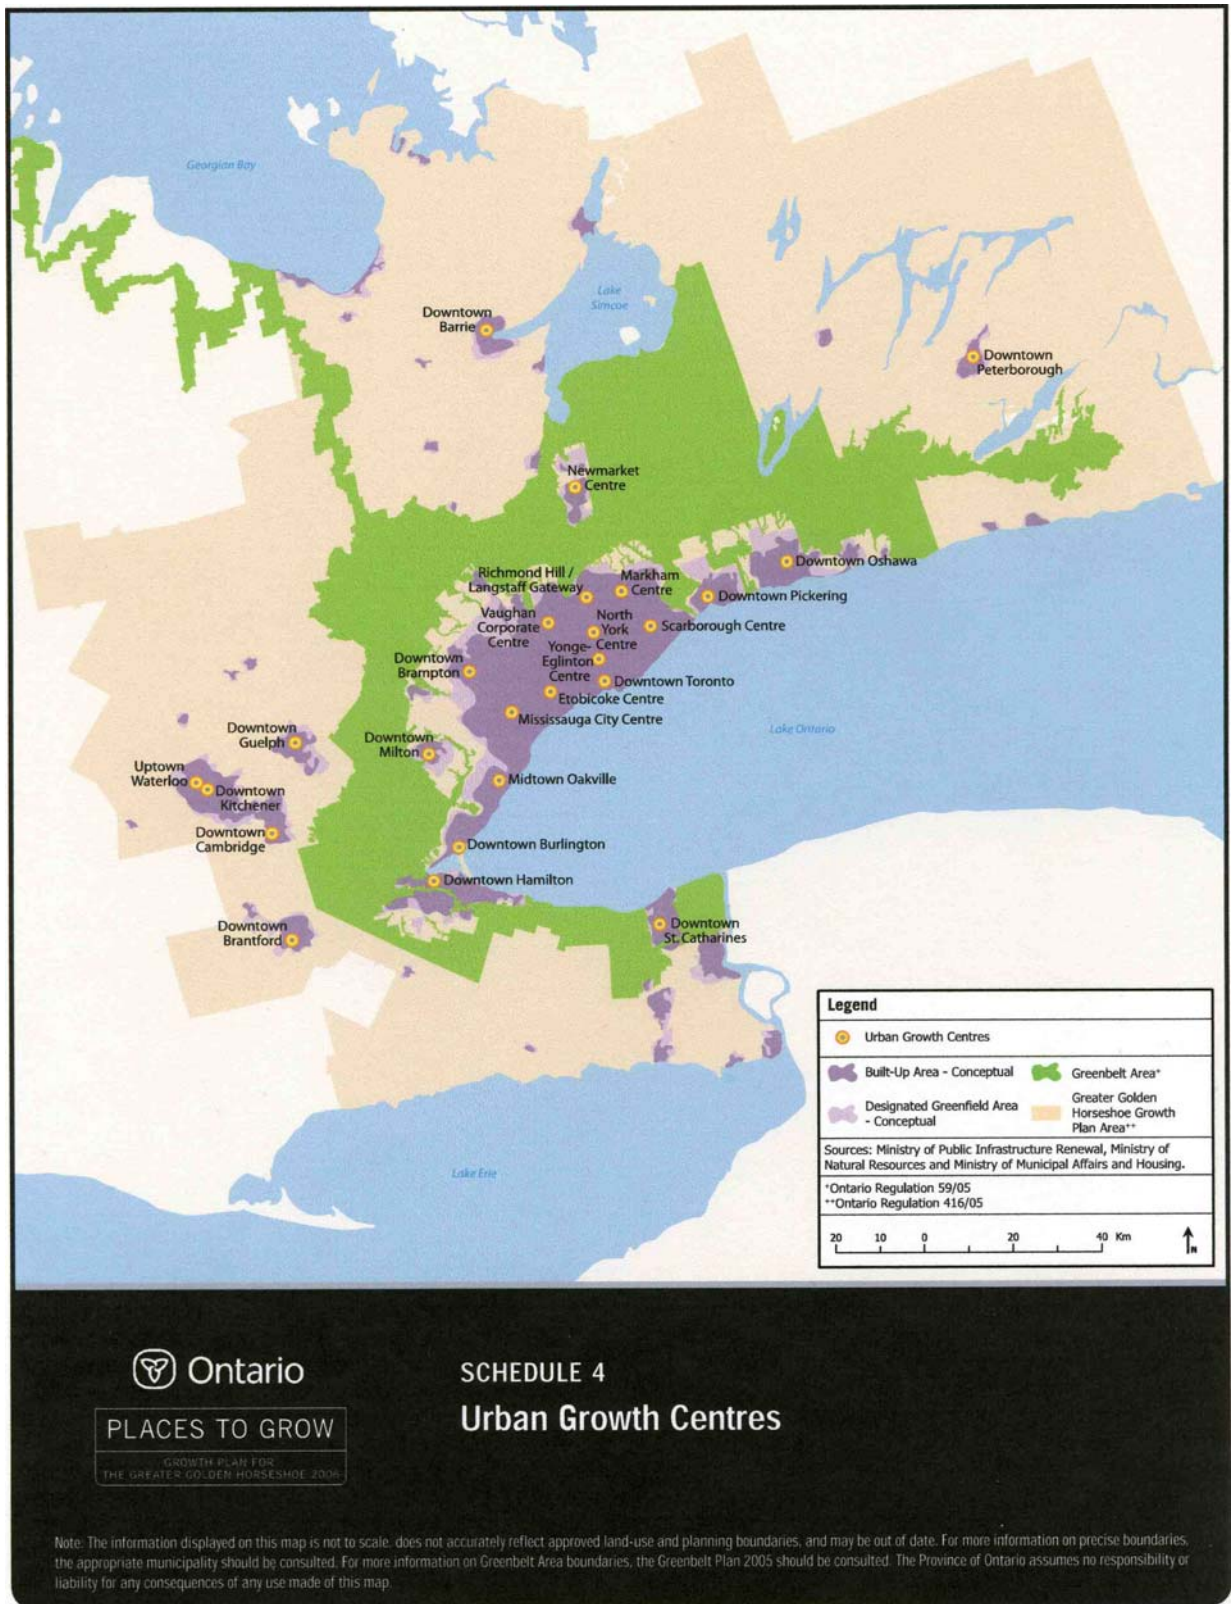 Georgian Bay
Lake
Simcoe
Downtown
Barrie
Downtown
Peterborough
Newmarket
Centre
Downtown Oshawa
Richmond Hill /
Langstaff Gateway
Markham
Centre
Downtown Pickering
Vaughan
Corporate
Centre
North
York
Centre
Scarborough Centre
Yonge-
Eglinton
Centre
Downtown
Brampton
Downtown Toronto
Etobicoke Centre
Mississauga City Centre
Lake Ontario
Downtown
Guelph
Downtown
Milton
Uptown
Waterloo
Downtown
Kitchener
Midtown Oakville
Downtown
Cambridge
Downtown Burlington
Downtown Hamilton
Downtown
Brantford
Downtown
St. Catharines
Lake Erie
Legend
Urban Growth Centres
Built-Up Area - Conceptual
Greenbelt Area+
Designated Greenfield Area
- Conceptual
Greater Golden
Horseshoe Growth
Plan Area++
Sources: Ministry of Public Infrastructure Renewal, Ministry of
Natural Resources and Ministry of Municipal Affairs and Housing.
+Ontario Regulation 59/05
++Ontario Regulation 416/05
20 10 0 20 40 Km
N
Ontario
SCHEDULE 4
Urban Growth Centres
PLACES TO GROW
GROWTH PLAN FOR
THE GREATER GOLDEN HORSESHOE 2006
Note: The information displayed on this map is not to scale, does not accurately reflect approved land-use and planning boundaries, and may be out of date. For more information on precise boundaries,
the appropriate municipality should be consulted. For more information on Greenbelt Area boundaries, the Greenbelt Plan 2005 should be consulted. The Province of Ontario assumes no responsibility or
liability for any consequences of any use made of this map.